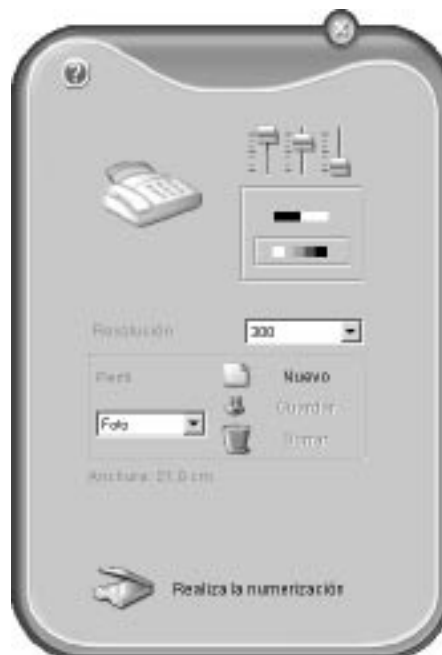 ?
Resolución
300
Perfil
Nuevo
Foto
Guardar
Borrar
Anchura: 21.0 cm
Realiza la numerización